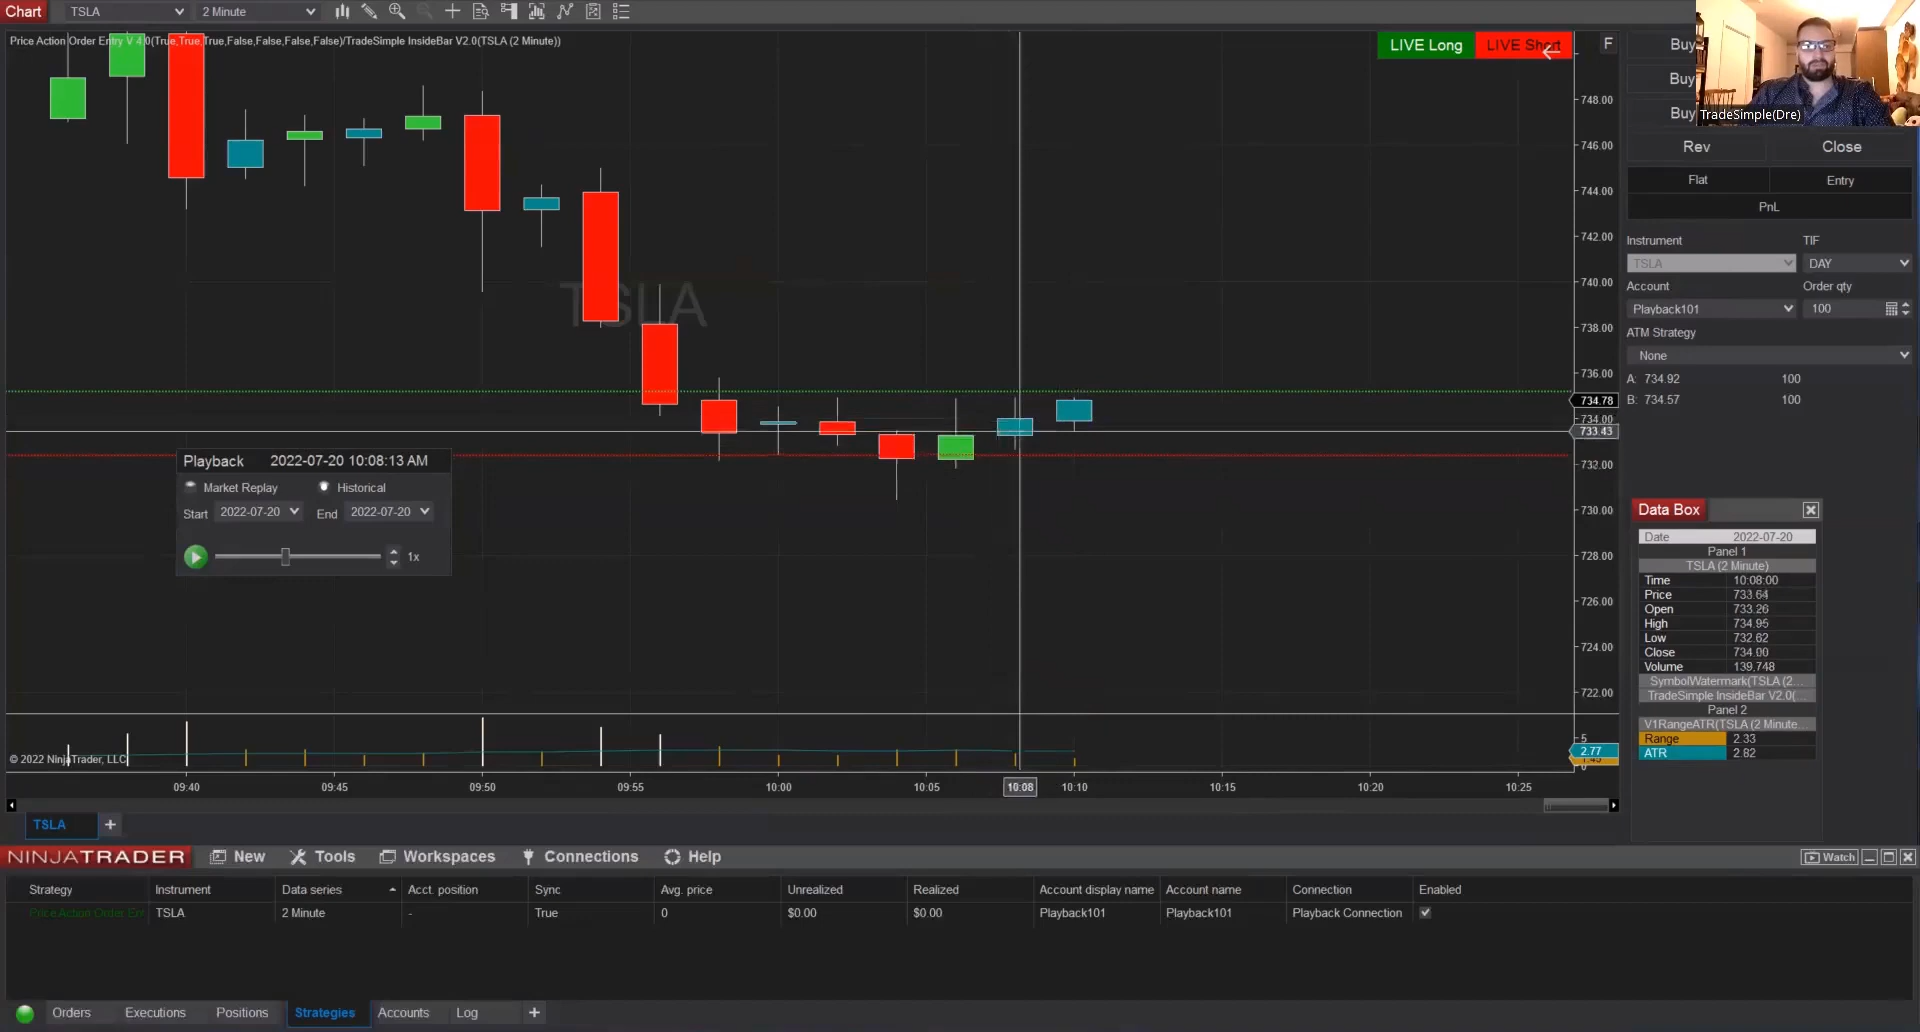 Chart TSLA 2 Minute
Price Action Order Entry V 4.0(True,True,True,False,False,False,False)/TradeSimple InsideBar V2.0(TSLA (2 Minute))
LIVE Long LIVE Short F
Buy
Buy
Buy
TradeSimple(Dre)
Rev Close
Flat Entry
PnL
Instrument TIF
TSLA DAY
Account Order qty
Playback101 100
ATM Strategy
None
A: 734.92 100
B: 734.57 100
748.00
746.00
744.00
742.00
740.00
738.00
736.00
734.78
734.00
733.43
732.00
730.00
728.00
726.00
724.00
722.00
TSLA
Playback 2022-07-20 10:08:13 AM
Market Replay Historical
Start 2022-07-20 End 2022-07-20
1x
Data Box
Date 2022-07-20
Panel 1
TSLA (2 Minute)
Time 10:08:00
Price 733.64
Open 733.26
High 734.95
Low 732.62
Close 734.00
Volume 139,748
SymbolWatermark(TSLA (2...
TradeSimple InsideBar V2.0(...
Panel 2
V1RangeATR(TSLA (2 Minute...
Range 2.33
ATR 2.82
5
2.77
1.45
0
© 2022 NinjaTrader, LLC
09:40 09:45 09:50 09:55 10:00 10:05 10:08 10:10 10:15 10:20 10:25
TSLA +
NINJATRADER New Tools Workspaces Connections Help Watch
Strategy Instrument Data series Acct. position Sync Avg. price Unrealized Realized Account display name Account name Connection Enabled
Price Action Order Ent TSLA 2 Minute - True 0 $0.00 $0.00 Playback101 Playback101 Playback Connection
Orders Executions Positions Strategies Accounts Log +